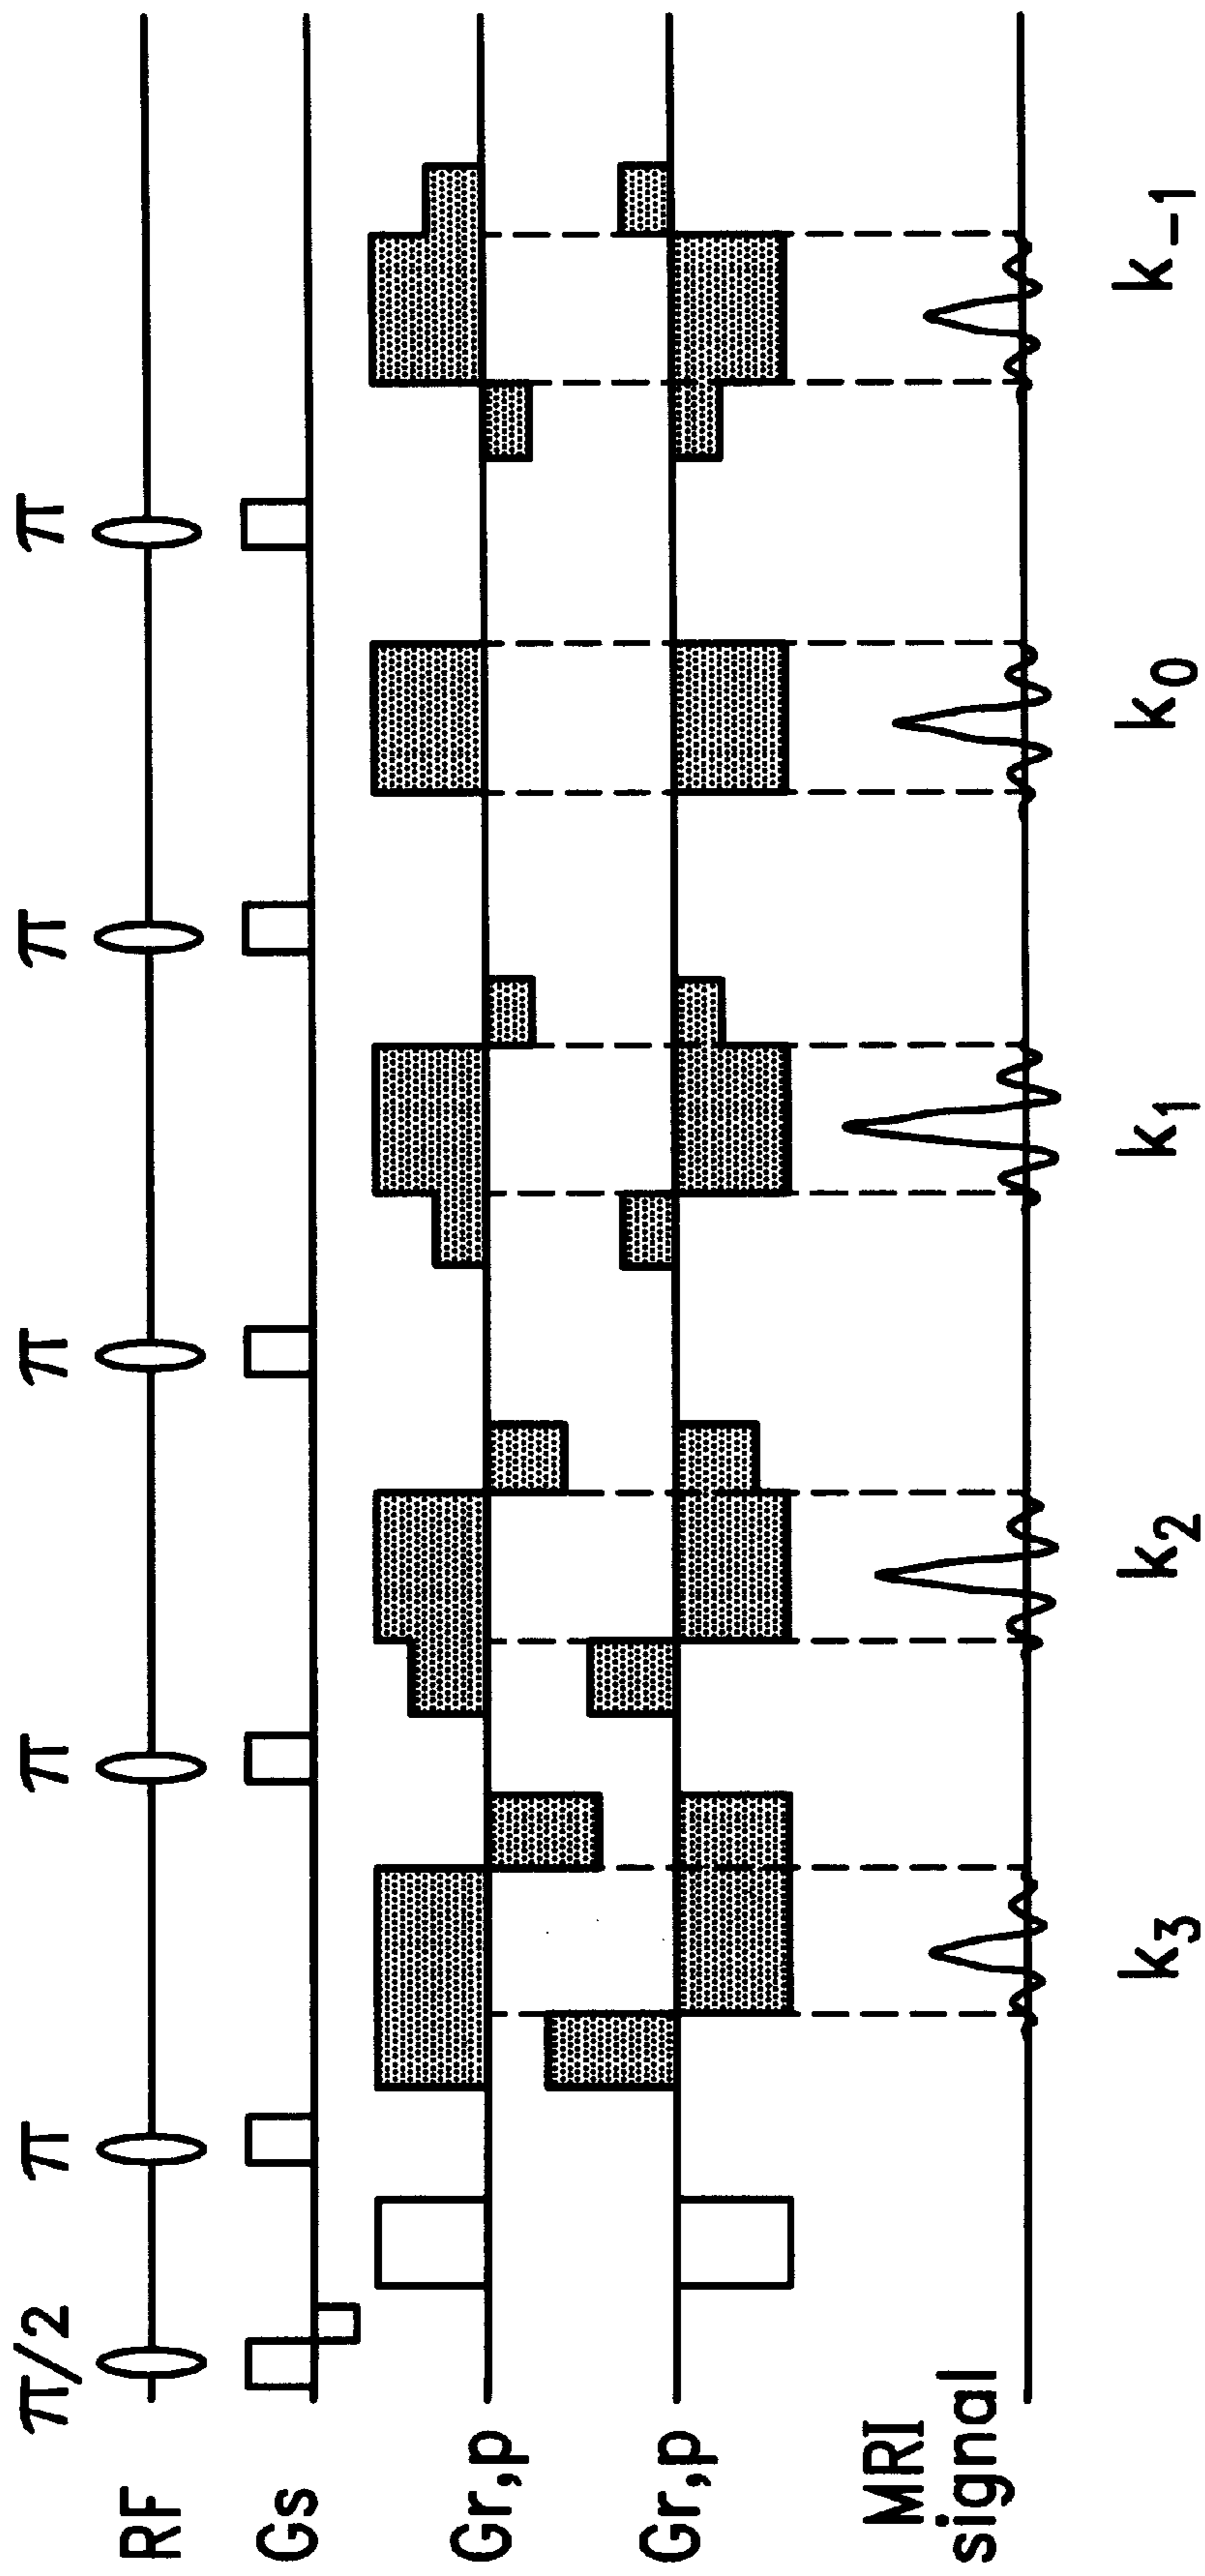 π/2 π π π π π
RF
Gs
Gr,p
Gr,p
MRI
signal
k₃ k₂ k₁ k₀ k₋₁